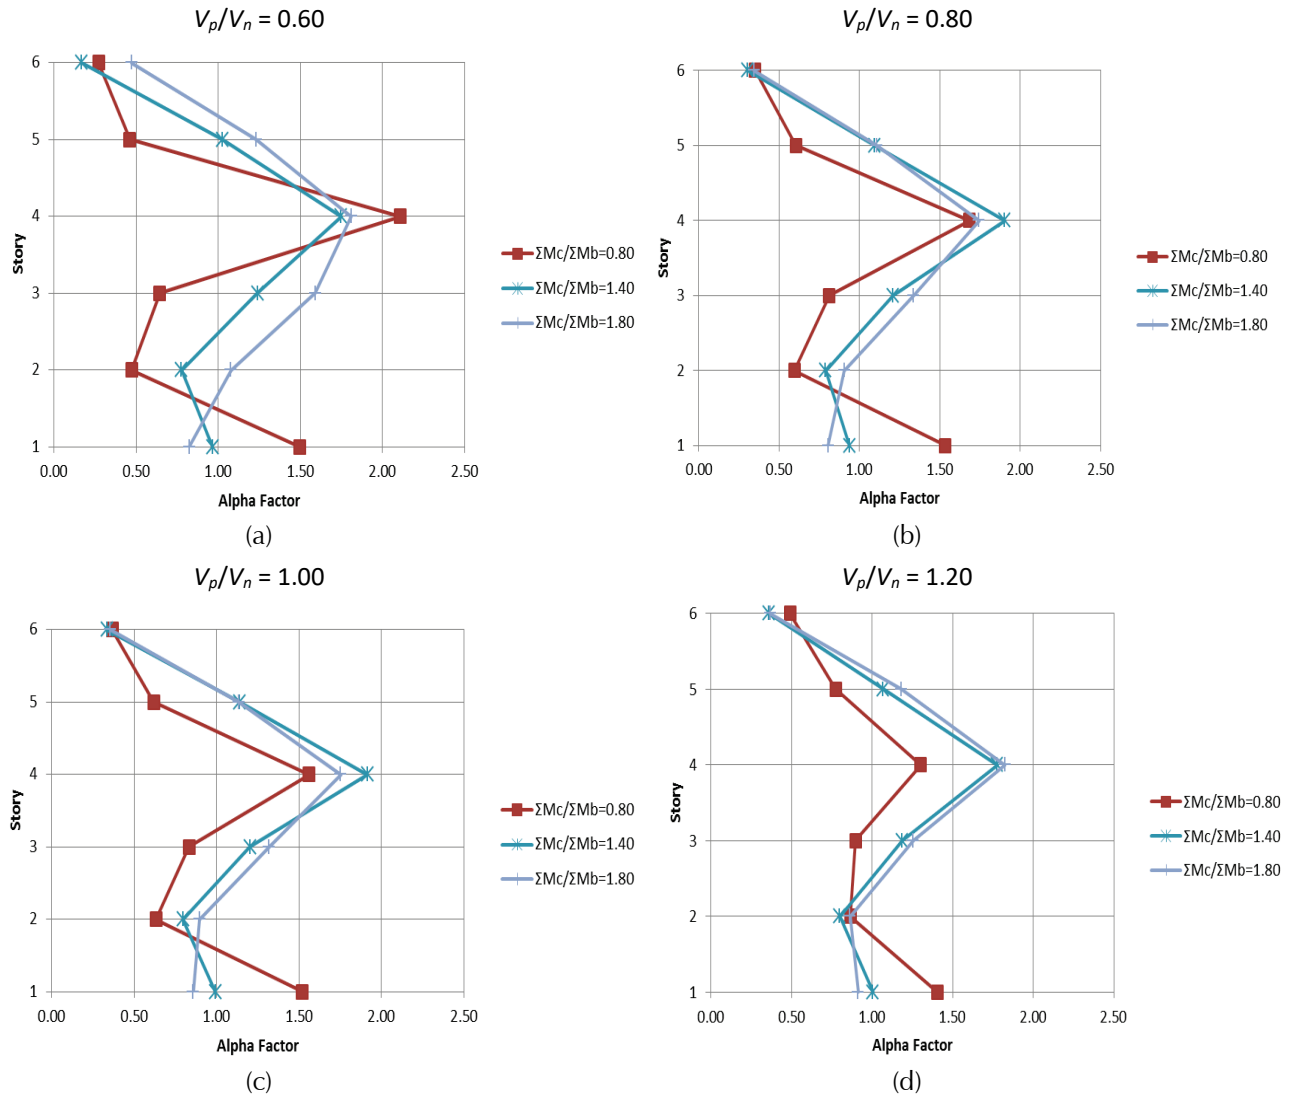 Vp/Vn = 0.60
6
5
4
3
2
1
Story
0.00 0.50 1.00 1.50 2.00 2.50
Alpha Factor
ΣMc/ΣMb=0.80
ΣMc/ΣMb=1.40
ΣMc/ΣMb=1.80
(a)
Vp/Vn = 0.80
6
5
4
3
2
1
Story
0.00 0.50 1.00 1.50 2.00 2.50
Alpha Factor
ΣMc/ΣMb=0.80
ΣMc/ΣMb=1.40
ΣMc/ΣMb=1.80
(b)
Vp/Vn = 1.00
6
5
4
3
2
1
Story
0.00 0.50 1.00 1.50 2.00 2.50
Alpha Factor
ΣMc/ΣMb=0.80
ΣMc/ΣMb=1.40
ΣMc/ΣMb=1.80
(c)
Vp/Vn = 1.20
6
5
4
3
2
1
Story
0.00 0.50 1.00 1.50 2.00 2.50
Alpha Factor
ΣMc/ΣMb=0.80
ΣMc/ΣMb=1.40
ΣMc/ΣMb=1.80
(d)